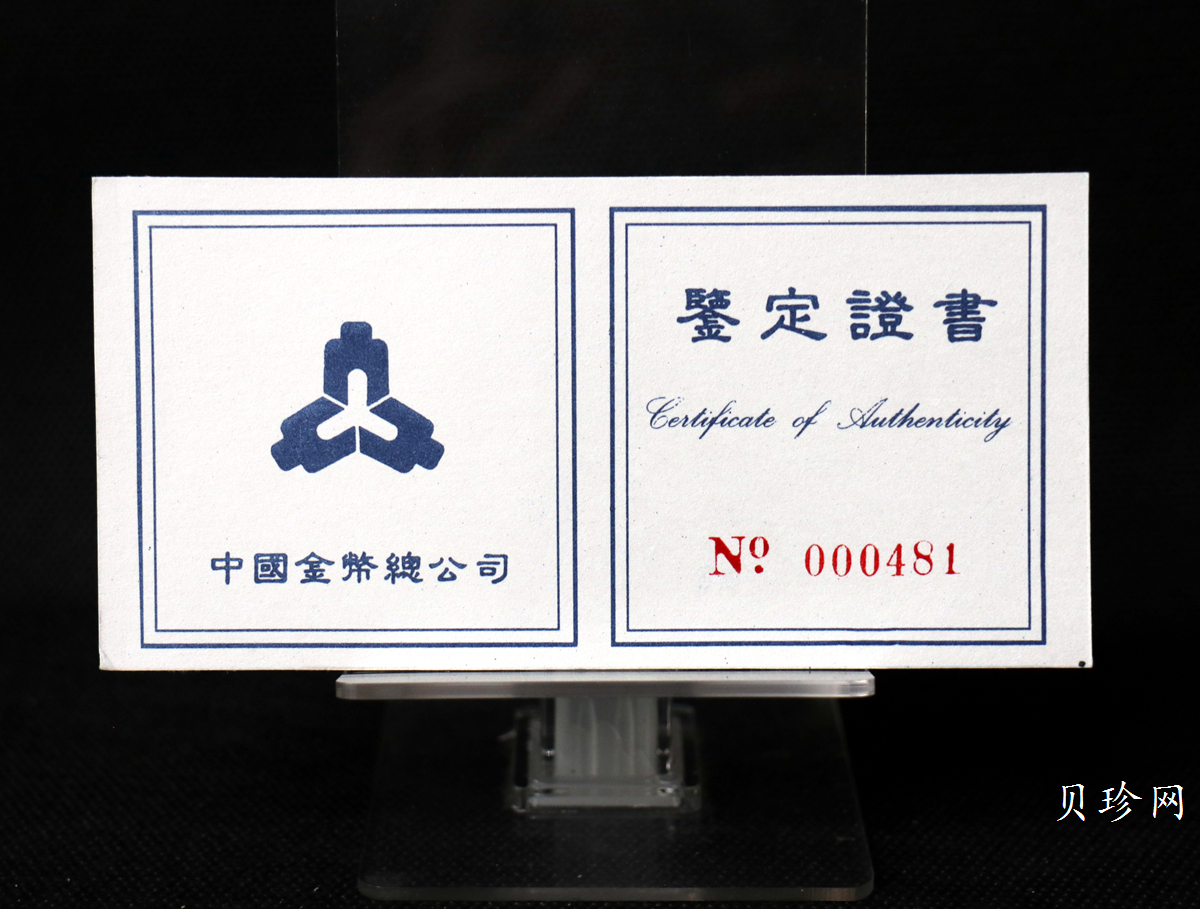 中國金幣總公司
鑒定證書
Certificate of Authenticity
Nº. 000481
贝珍网